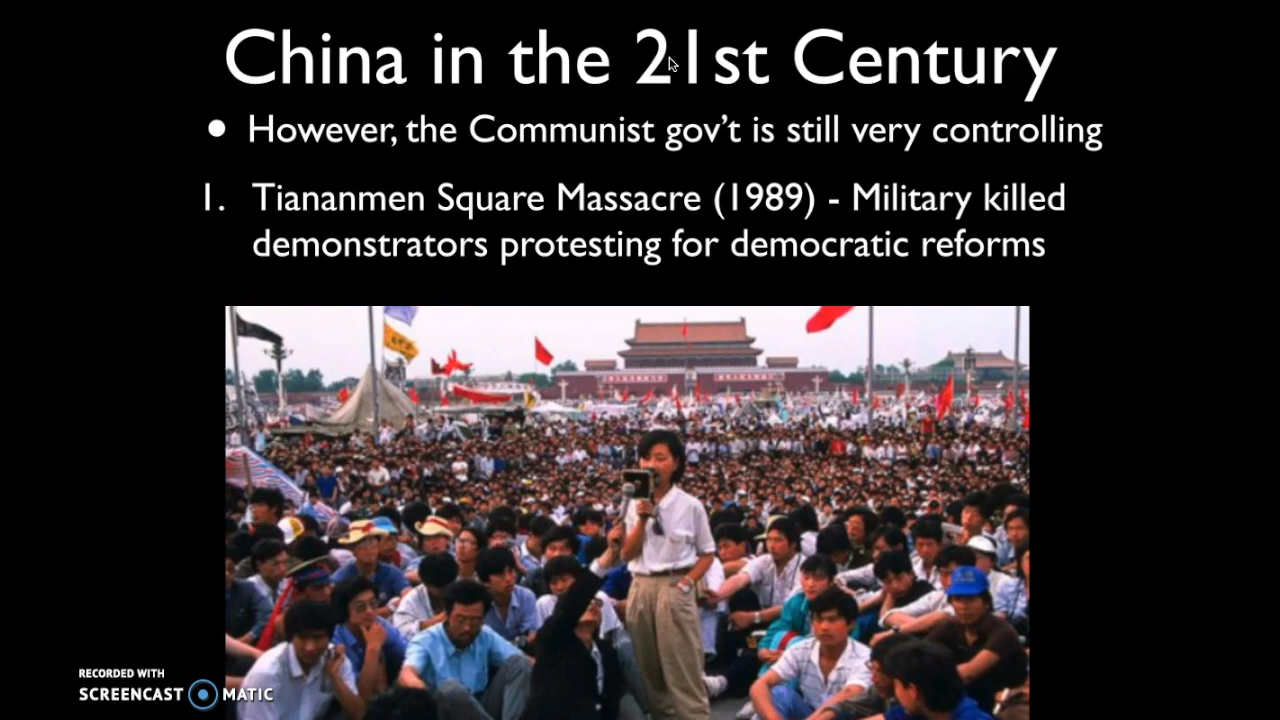 China in the 21st Century
• However, the Communist gov’t is still very controlling
1. Tiananmen Square Massacre (1989) - Military killed
demonstrators protesting for democratic reforms
RECORDED WITH
SCREENCAST MATIC